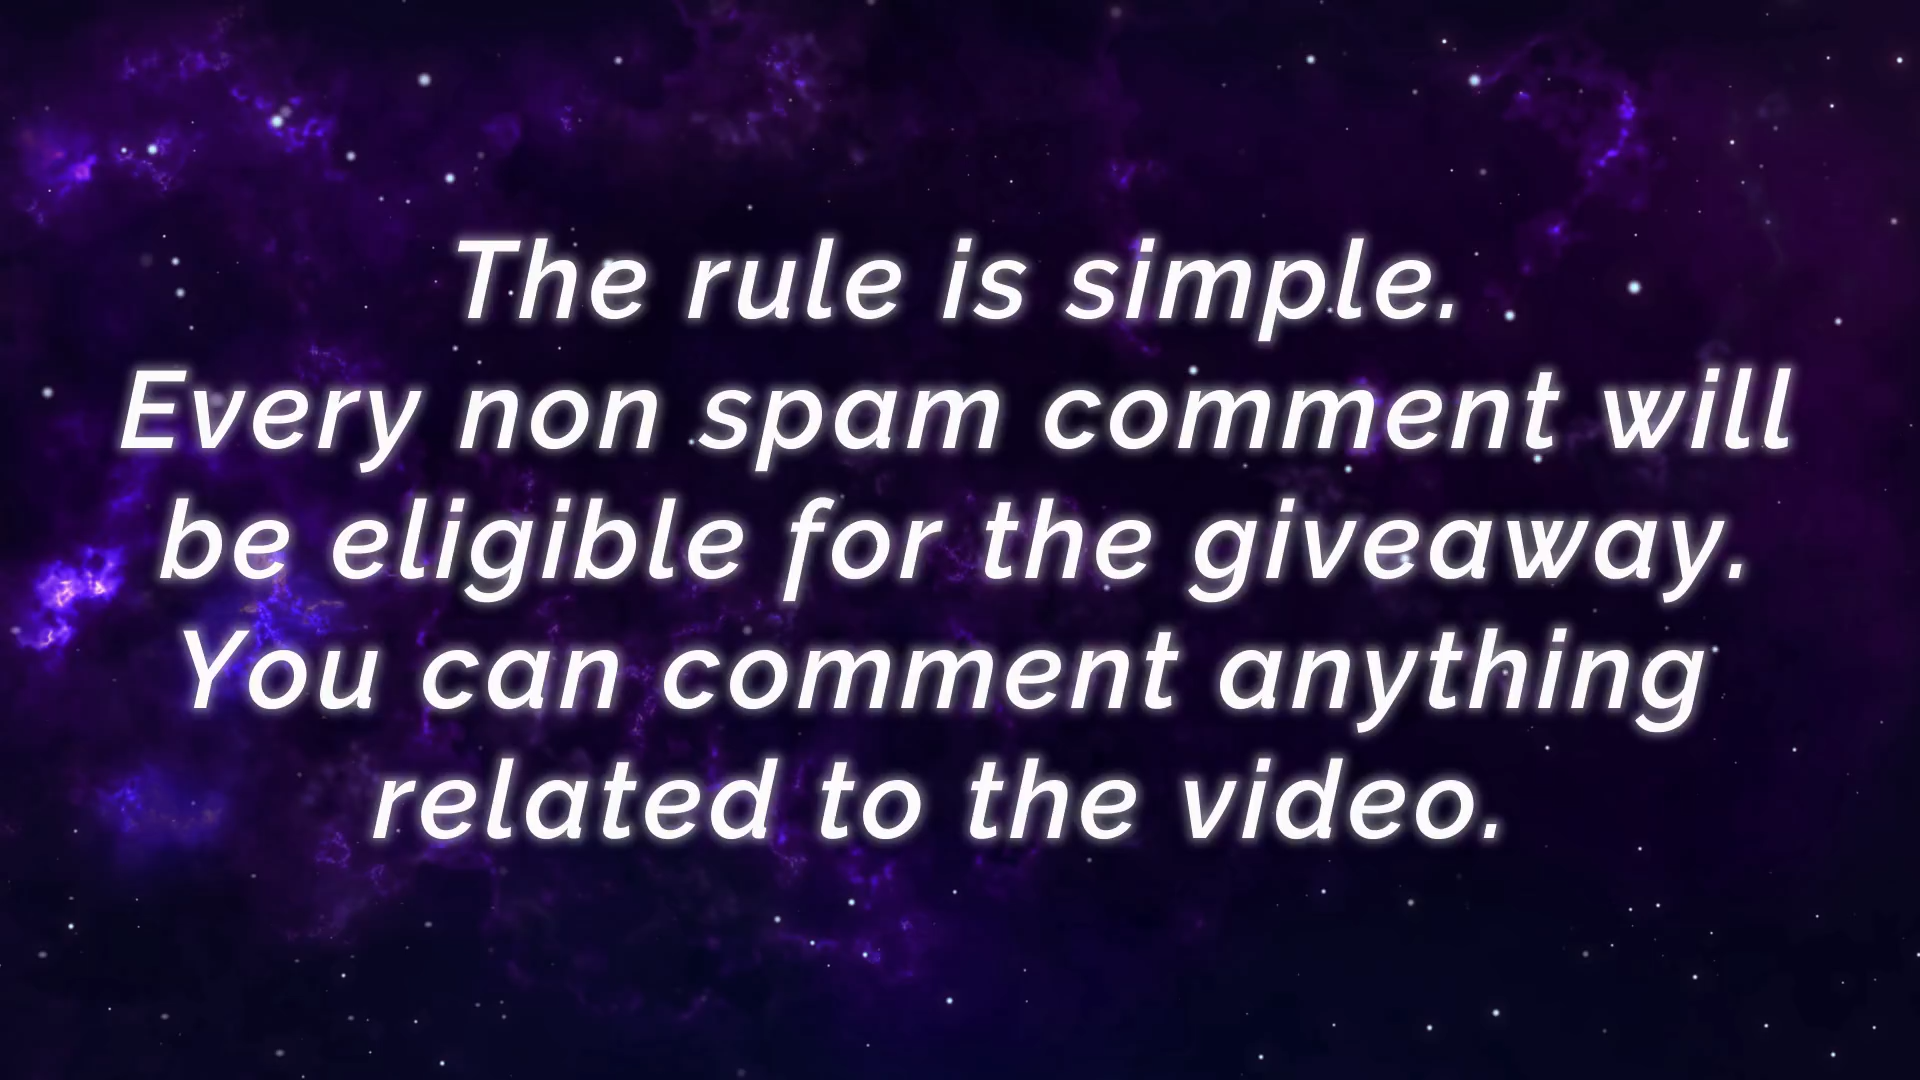 The rule is simple.
Every non spam comment will
be eligible for the giveaway.
You can comment anything
related to the video.